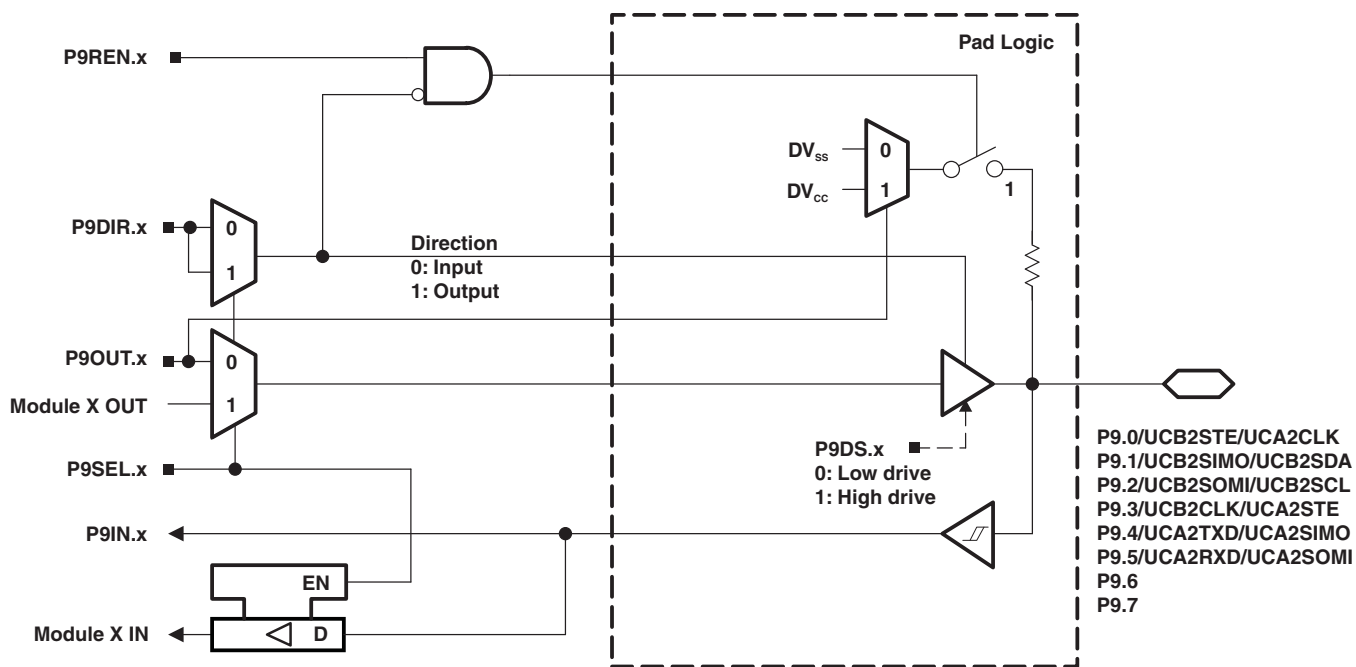 P9REN.x
Pad Logic
DVSS
0
DVCC
1
1
P9DIR.x
0
1
Direction
0: Input
1: Output
P9OUT.x
0
Module X OUT
1
P9SEL.x
P9DS.x
0: Low drive
1: High drive
P9IN.x
EN
Module X IN
D
P9.0/UCB2STE/UCA2CLK
P9.1/UCB2SIMO/UCB2SDA
P9.2/UCB2SOMI/UCB2SCL
P9.3/UCB2CLK/UCA2STE
P9.4/UCA2TXD/UCA2SIMO
P9.5/UCA2RXD/UCA2SOMI
P9.6
P9.7